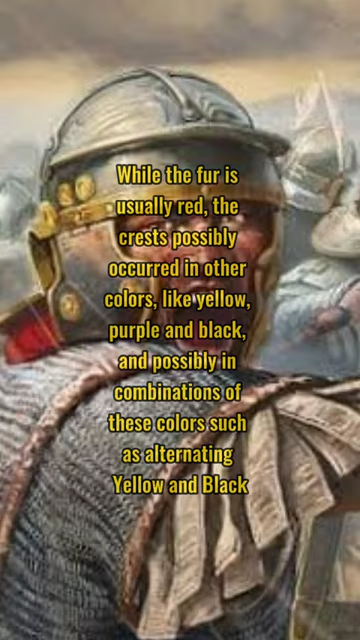 While the fur is
usually red, the
crests possibly
occurred in other
colors, like yellow,
purple and black,
and possibly in
combinations of
these colors such
as alternating
Yellow and Black